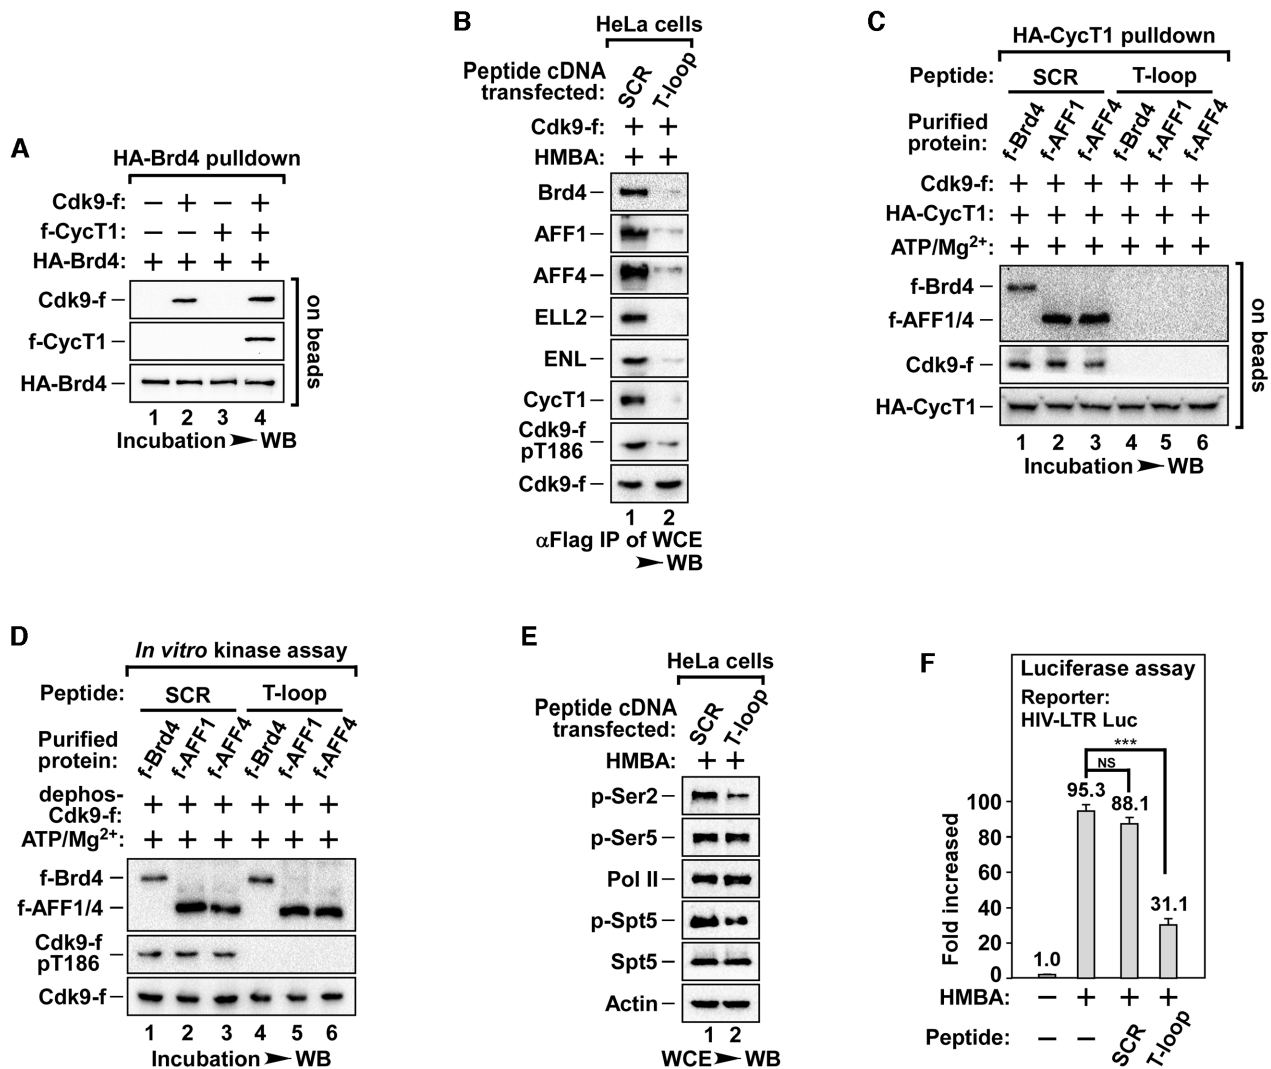 A
HA-Brd4 pulldown
Cdk9-f: – + – +
f-CycT1: – – + +
HA-Brd4: + + + +
Cdk9-f –
f-CycT1 –
HA-Brd4 –
on beads
1 2 3 4
Incubation ➤ WB
B
HeLa cells
Peptide cDNA
transfected: SCR T-loop
Cdk9-f: + +
HMBA: + +
Brd4 –
AFF1 –
AFF4 –
ELL2 –
ENL –
CycT1 –
Cdk9-f
pT186 –
Cdk9-f –
1 2
αFlag IP of WCE
➤ WB
C
HA-CycT1 pulldown
Peptide: SCR T-loop
Purified
protein: f-Brd4 f-AFF1 f-AFF4 f-Brd4 f-AFF1 f-AFF4
Cdk9-f: + + + + + +
HA-CycT1: + + + + + +
ATP/Mg²⁺: + + + + + +
f-Brd4 –
f-AFF1/4 –
Cdk9-f –
HA-CycT1 –
on beads
1 2 3 4 5 6
Incubation ➤ WB
D
In vitro kinase assay
Peptide: SCR T-loop
Purified
protein: f-Brd4 f-AFF1 f-AFF4 f-Brd4 f-AFF1 f-AFF4
dephos-
Cdk9-f: + + + + + +
ATP/Mg²⁺: + + + + + +
f-Brd4 –
f-AFF1/4 –
Cdk9-f
pT186 –
Cdk9-f –
1 2 3 4 5 6
Incubation ➤ WB
E
HeLa cells
Peptide cDNA
transfected: SCR T-loop
HMBA: + +
p-Ser2 –
p-Ser5 –
Pol II –
p-Spt5 –
Spt5 –
Actin –
1 2
WCE ➤ WB
F
Luciferase assay
Reporter:
HIV-LTR Luc
***
NS
95.3
88.1
31.1
1.0
Fold increased
100
80
60
40
20
0
HMBA: – + + +
Peptide: – – SCR T-loop